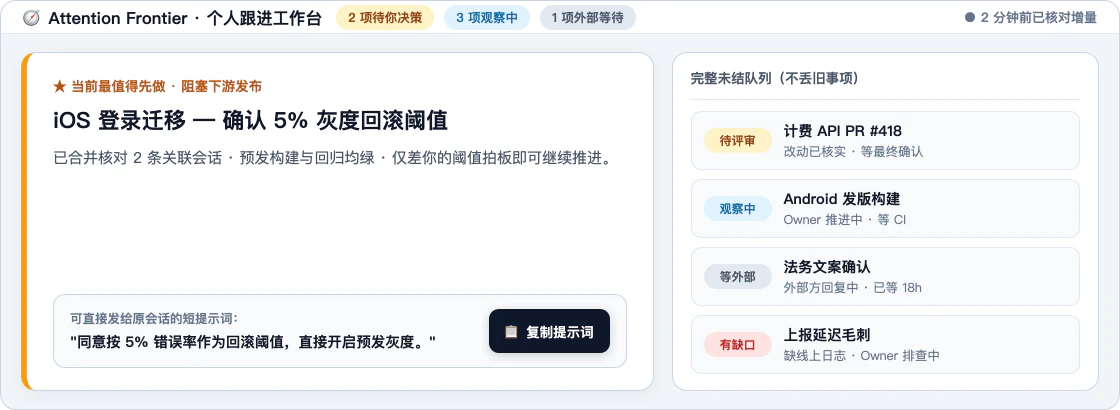 Attention Frontier · 个人跟进工作台
2 项待你决策
3 项观察中
1 项外部等待
2 分钟前已核对增量
★ 当前最值得先做 · 阻塞下游发布
iOS 登录迁移 — 确认 5% 灰度回滚阈值
已合并核对 2 条关联会话 · 预发构建与回归均绿 · 仅差你的阈值拍板即可继续推进。
可直接发给原会话的短提示词：
"同意按 5% 错误率作为回滚阈值，直接开启预发灰度。"
复制提示词
完整未结队列（不丢旧事项）
待评审
计费 API PR #418
改动已核实 · 等最终确认
观察中
Android 发版构建
Owner 推进中 · 等 CI
等外部
法务文案确认
外部方回复中 · 已等 18h
有缺口
上报延迟毛刺
缺线上日志 · Owner 排查中